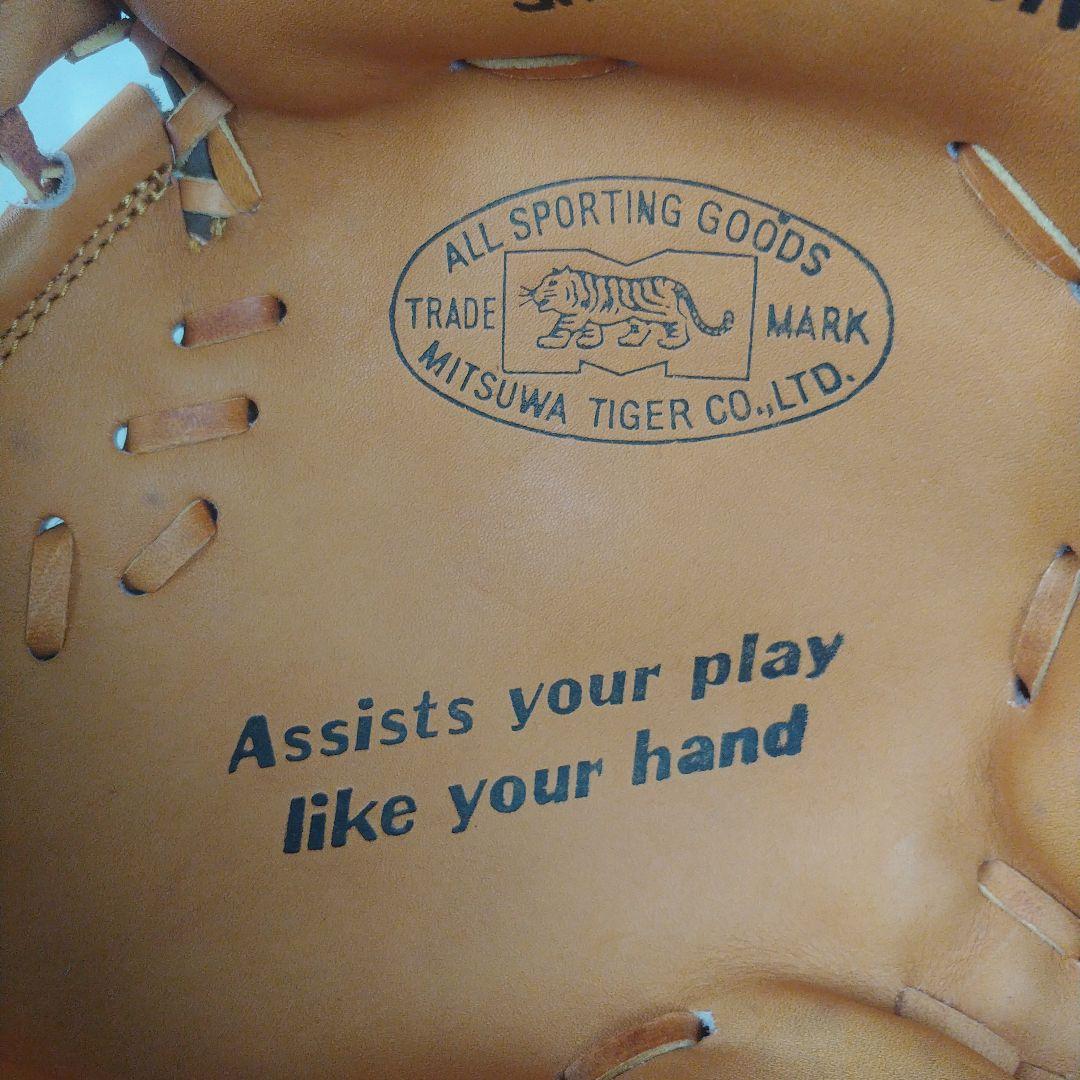 ALL SPORTING GOODS
TRADE MARK
MITSUWA TIGER CO.,LTD.
Assists your play
like your hand